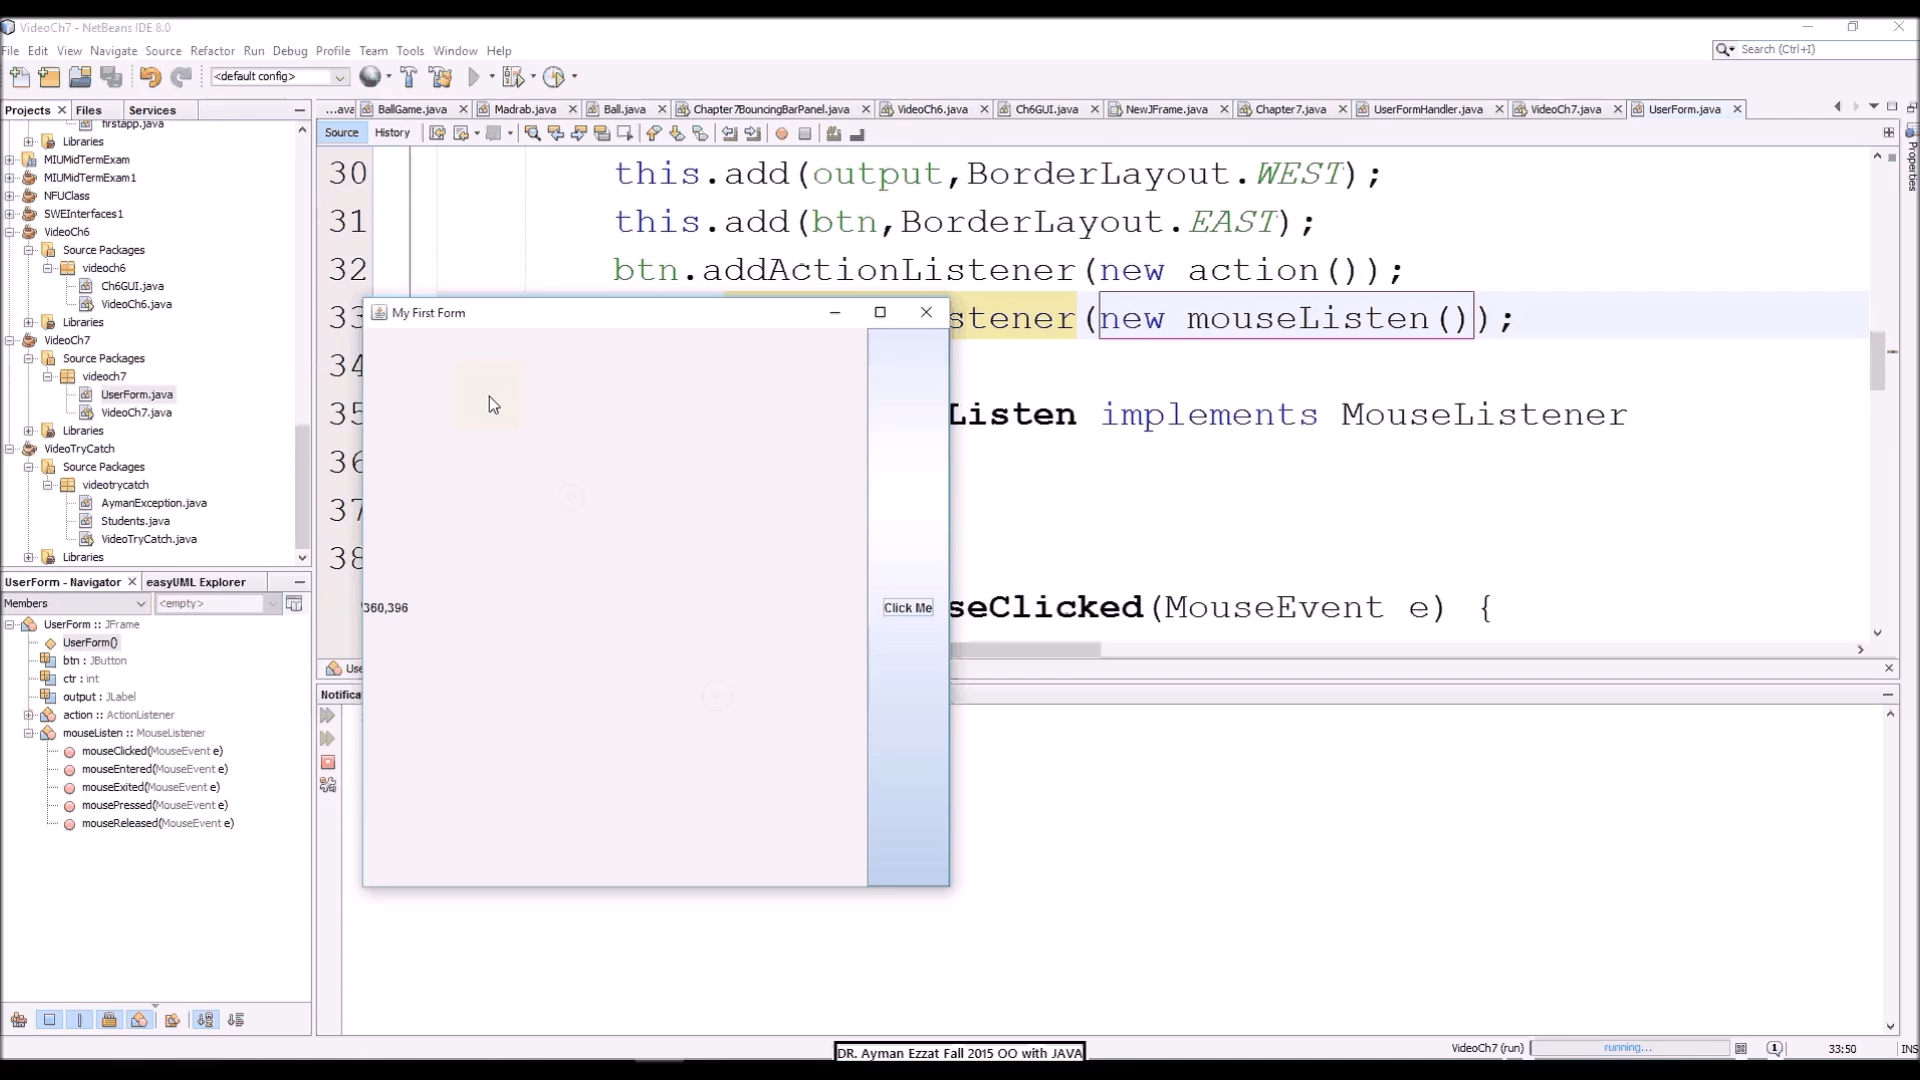 VideoCh7 - NetBeans IDE 8.0
File Edit View Navigate Source Refactor Run Debug Profile Team Tools Window Help
Search (Ctrl+I)
<default config>
Projects Files Services
...ava BallGame.java Madrab.java Ball.java Chapter7BouncingBarPanel.java VideoCh6.java Ch6GUI.java NewJFrame.java Chapter7.java UserFormHandler.java VideoCh7.java UserForm.java
Source History
Properties
firstapp.java
Libraries
MIUMidTermExam
MIUMidTermExam1
NFUClass
SWEInterfaces1
VideoCh6
Source Packages
videoch6
Ch6GUI.java
VideoCh6.java
Libraries
VideoCh7
Source Packages
videoch7
UserForm.java
VideoCh7.java
Libraries
VideoTryCatch
Source Packages
videotrycatch
AymanException.java
Students.java
VideoTryCatch.java
Libraries
30 this.add(output,BorderLayout.WEST);
31 this.add(btn,BorderLayout.EAST);
32 btn.addActionListener(new action());
33 stener(new mouseListen());
34
35 Listen implements MouseListener
36
37
38
seClicked(MouseEvent e) {
My First Form
360,396
Click Me
UserForm - Navigator easyUML Explorer
Members <empty>
UserForm :: JFrame
UserForm()
btn : JButton
ctr : int
output : JLabel
action :: ActionListener
mouseListen :: MouseListener
mouseClicked(MouseEvent e)
mouseEntered(MouseEvent e)
mouseExited(MouseEvent e)
mousePressed(MouseEvent e)
mouseReleased(MouseEvent e)
Use
Notifica
DR. Ayman Ezzat Fall 2015 OO with JAVA
VideoCh7 (run) running... 1 33:50 INS